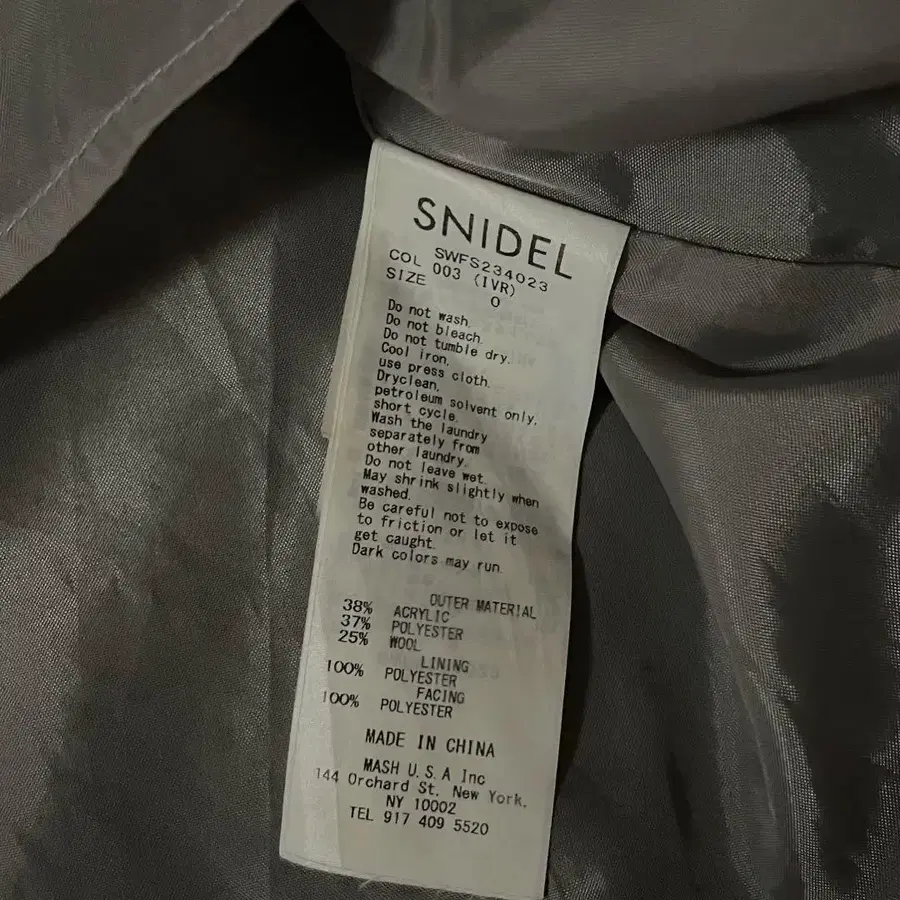 SNIDEL
SWFS234023
COL 003 (IVR)
SIZE 0
Do not wash.
Do not bleach.
Do not tumble dry.
Cool iron.
use press cloth.
Dryclean,
petroleum solvent only,
short cycle.
Wash the laundry
separately from
other laundry.
Do not leave wet.
May shrink slightly when
washed.
Be careful not to expose
to friction or let it
get caught.
Dark colors may run.
OUTER MATERIAL
38% ACRYLIC
37% POLYESTER
25% WOOL
LINING
100% POLYESTER
FACING
100% POLYESTER
MADE IN CHINA
MASH U.S.A Inc
144 Orchard St, New York,
NY 10002
TEL 917 409 5520